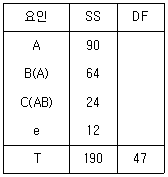 요인 SS DF
A 90
B(A) 64
C(AB) 24
e 12
T 190 47